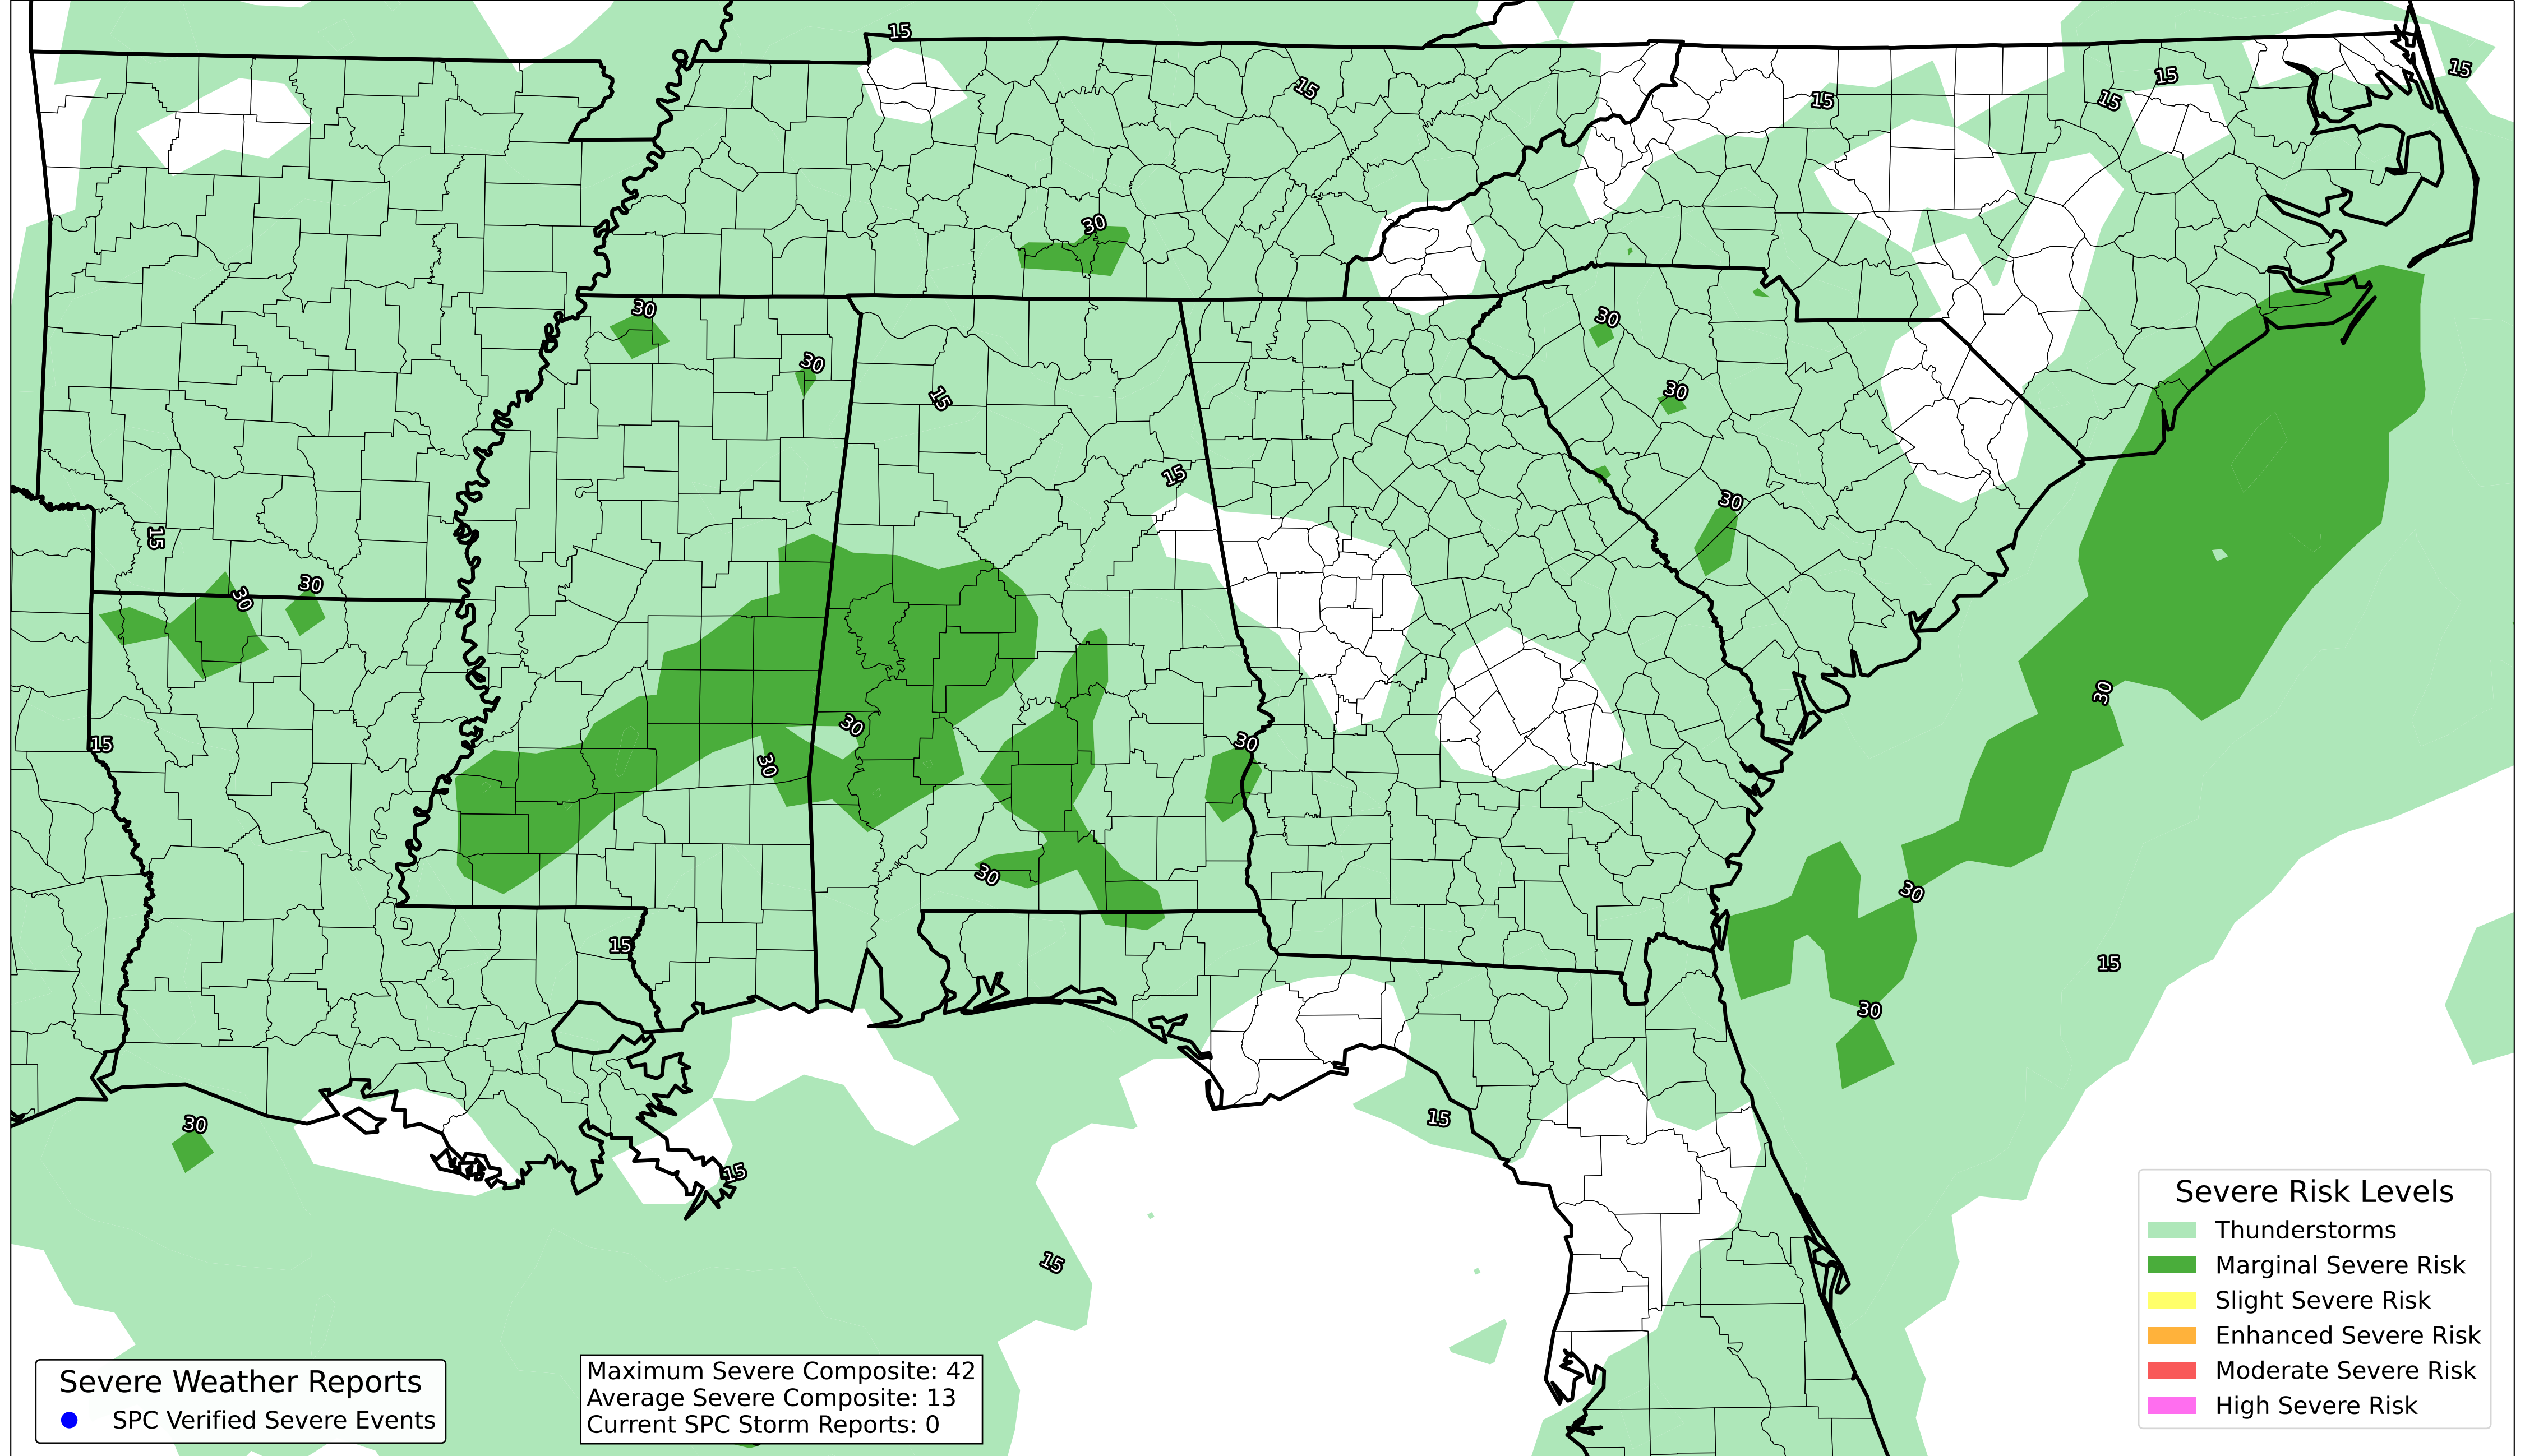 15
15
15
15
15
15
30
30
30
30
15
30
15
30
15
30
30
30
15
30
30
30
30
30
30
15
15
30
15
30
15
15
Severe Weather Reports
SPC Verified Severe Events
Maximum Severe Composite: 42
Average Severe Composite: 13
Current SPC Storm Reports: 0
Severe Risk Levels
Thunderstorms
Marginal Severe Risk
Slight Severe Risk
Enhanced Severe Risk
Moderate Severe Risk
High Severe Risk